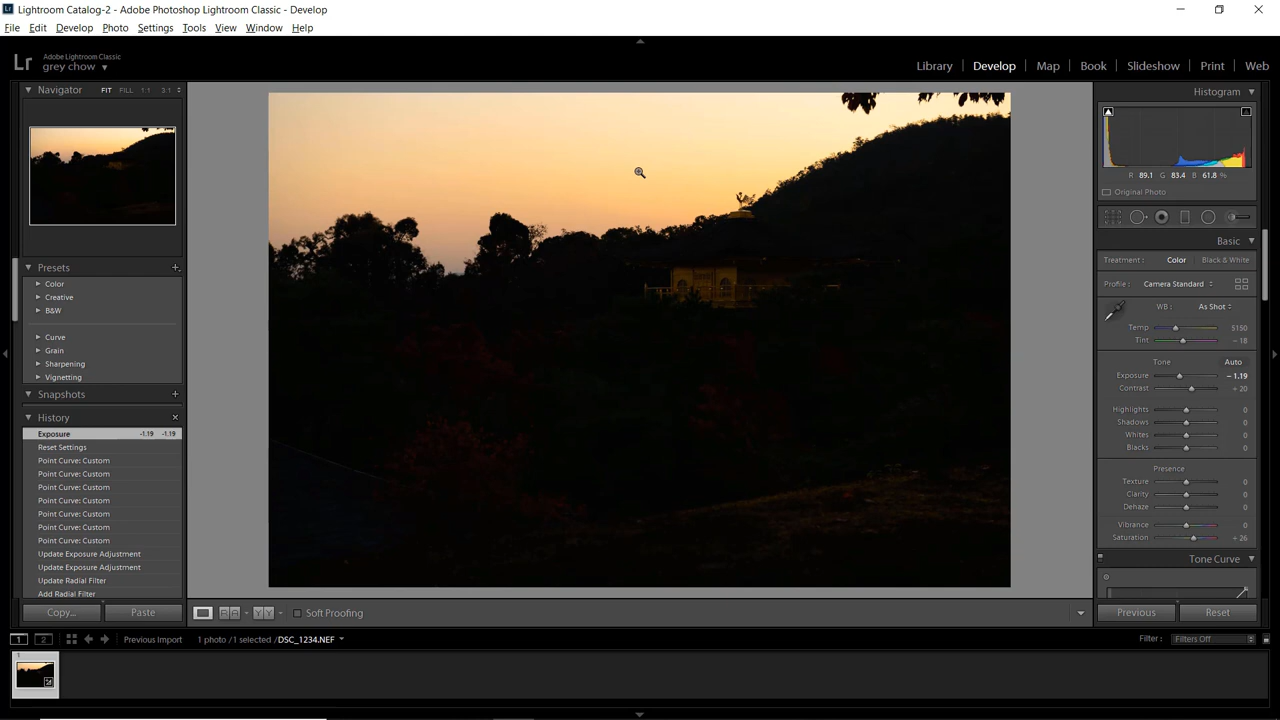 Lightroom Catalog-2 - Adobe Photoshop Lightroom Classic - Develop
File Edit Develop Photo Settings Tools View Window Help
Lr
Adobe Lightroom Classic
grey chow
Library Develop Map Book Slideshow Print Web
Navigator FIT FILL 1:1 3:1
Presets +
Color
Creative
B&W
Curve
Grain
Sharpening
Vignetting
Snapshots +
History ×
Exposure -1.19 -1.19
Reset Settings
Point Curve: Custom
Point Curve: Custom
Point Curve: Custom
Point Curve: Custom
Point Curve: Custom
Point Curve: Custom
Point Curve: Custom
Update Exposure Adjustment
Update Exposure Adjustment
Update Radial Filter
Add Radial Filter
Copy... Paste
Soft Proofing
Histogram
R 89.1 G 83.4 B 61.8 %
Original Photo
Basic
Treatment : Color Black & White
Profile : Camera Standard
WB : As Shot
Temp 5150
Tint - 18
Tone Auto
Exposure - 1.19
Contrast + 20
Highlights 0
Shadows 0
Whites 0
Blacks 0
Presence
Texture 0
Clarity 0
Dehaze 0
Vibrance 0
Saturation + 26
Tone Curve
Previous Reset
1 2 Previous Import 1 photo / 1 selected / DSC_1234.NEF
Filter : Filters Off
1